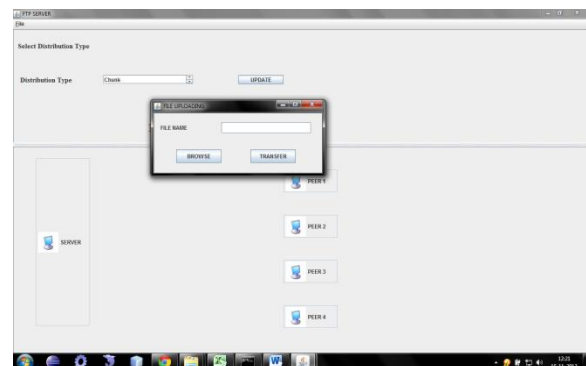 FTP SERVER
File
Select Distribution Type
Distribution Type
Chunk
UPDATE
FILE UPLOADING
FILE NAME
BROWSE
TRANSFER
PEER 1
PEER 2
SERVER
PEER 3
PEER 4
12:21